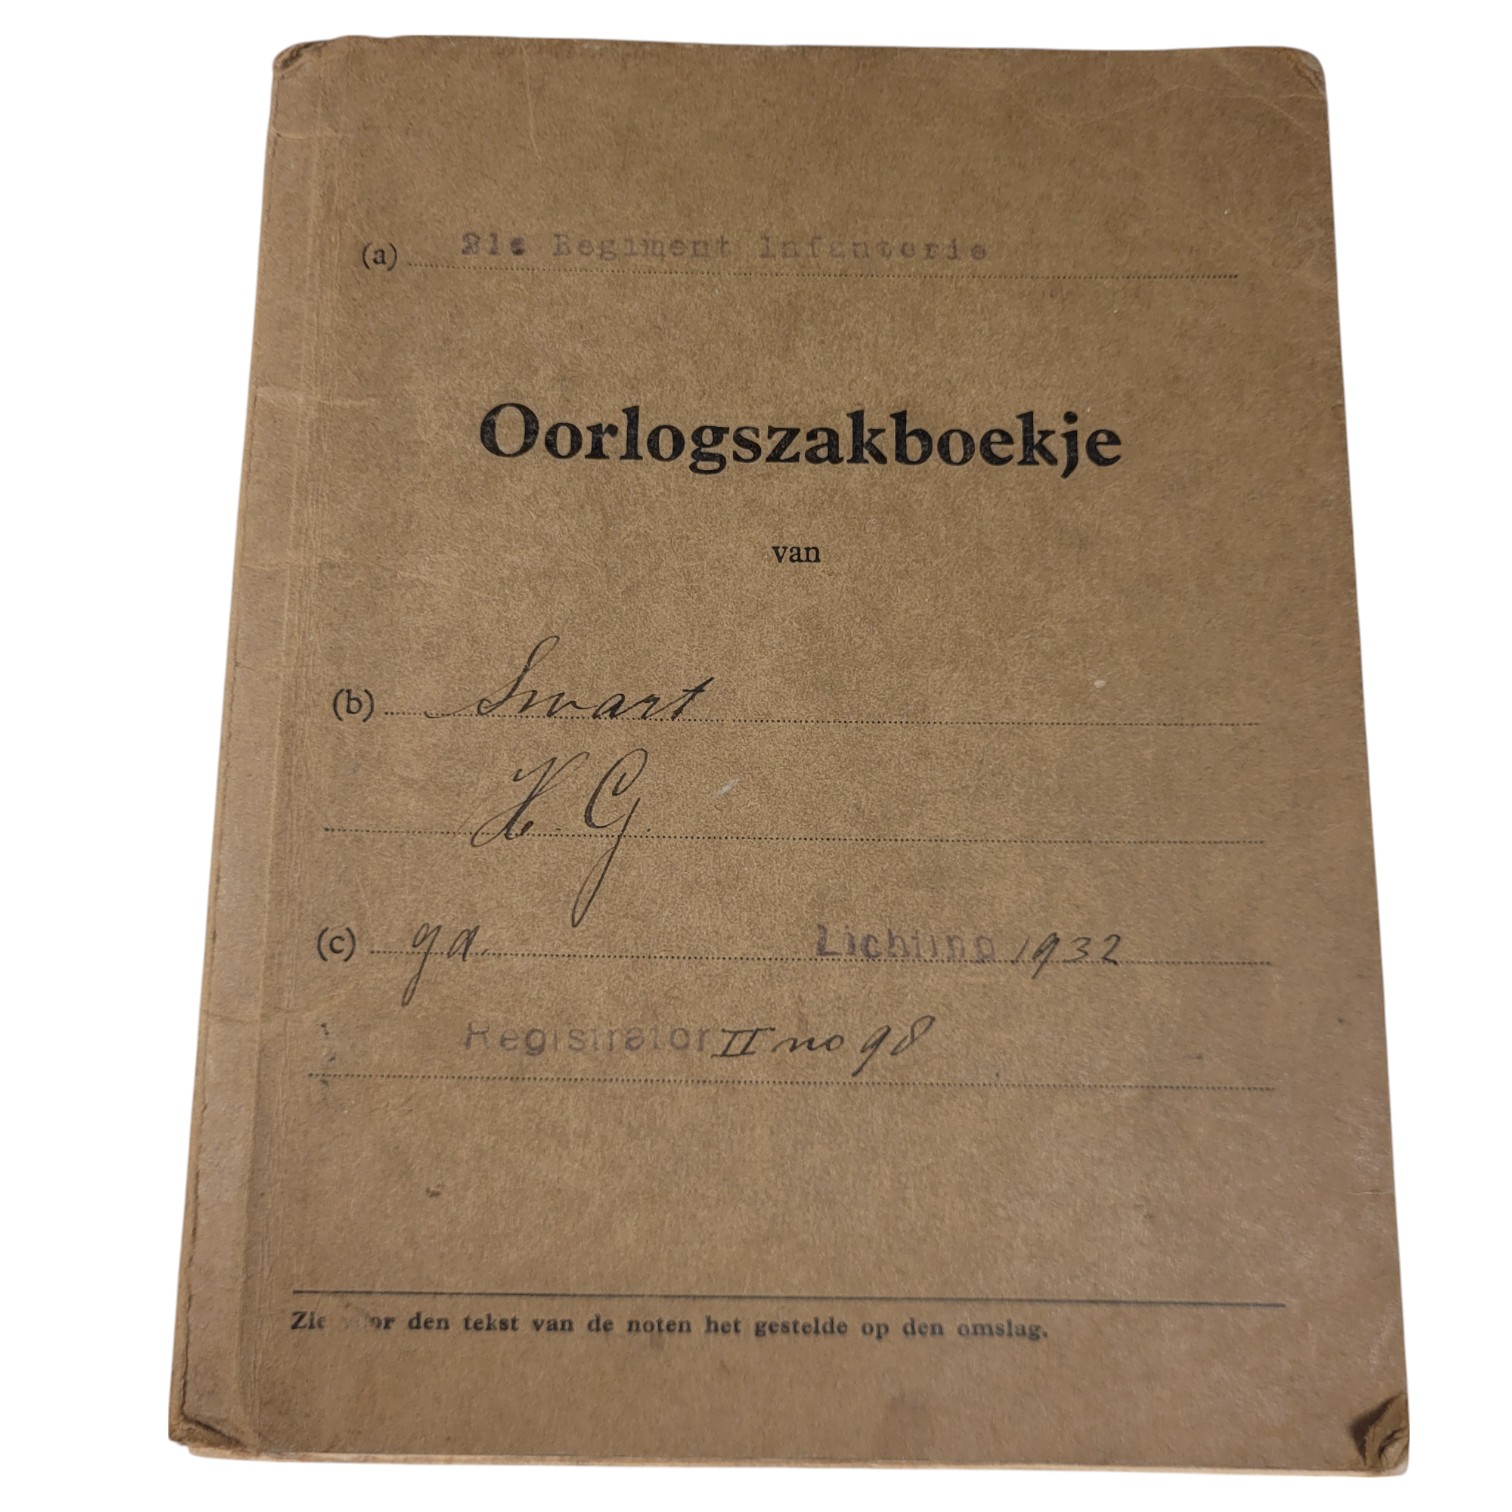 (a) 21e Regiment Infanterie
Oorlogszakboekje
van
(b) Swart
H. G.
(c) gd. Lichting 1932
Registrator II no 98
Zie voor den tekst van de noten het gestelde op den omslag.